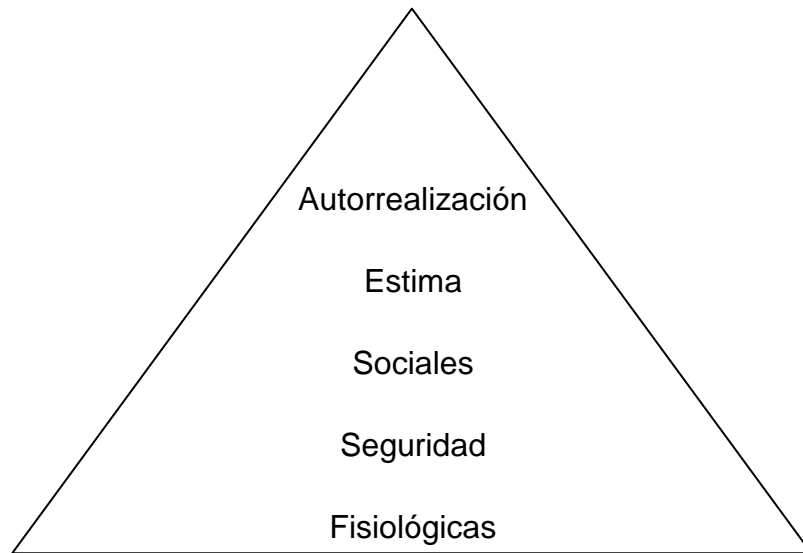 Autorrealización
Estima
Sociales
Seguridad
Fisiológicas